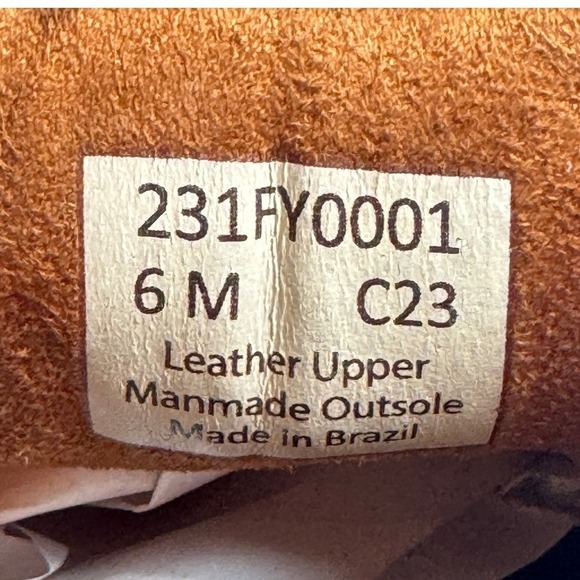 231FY0001
6 M C23
Leather Upper
Manmade Outsole
Made in Brazil